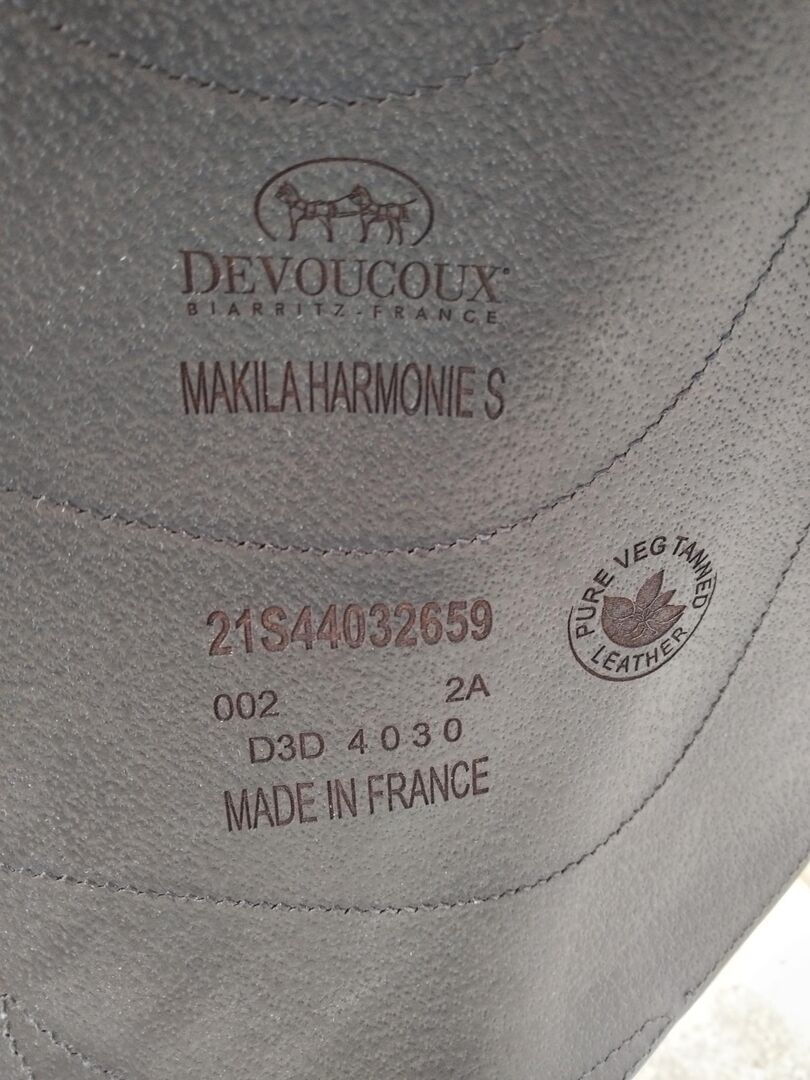 DEVOUCOUX
BIARRITZ-FRANCE
MAKILA HARMONIE S
PURE VEG TANNED
LEATHER
21S44032659
002 2A
D3D 4030
MADE IN FRANCE